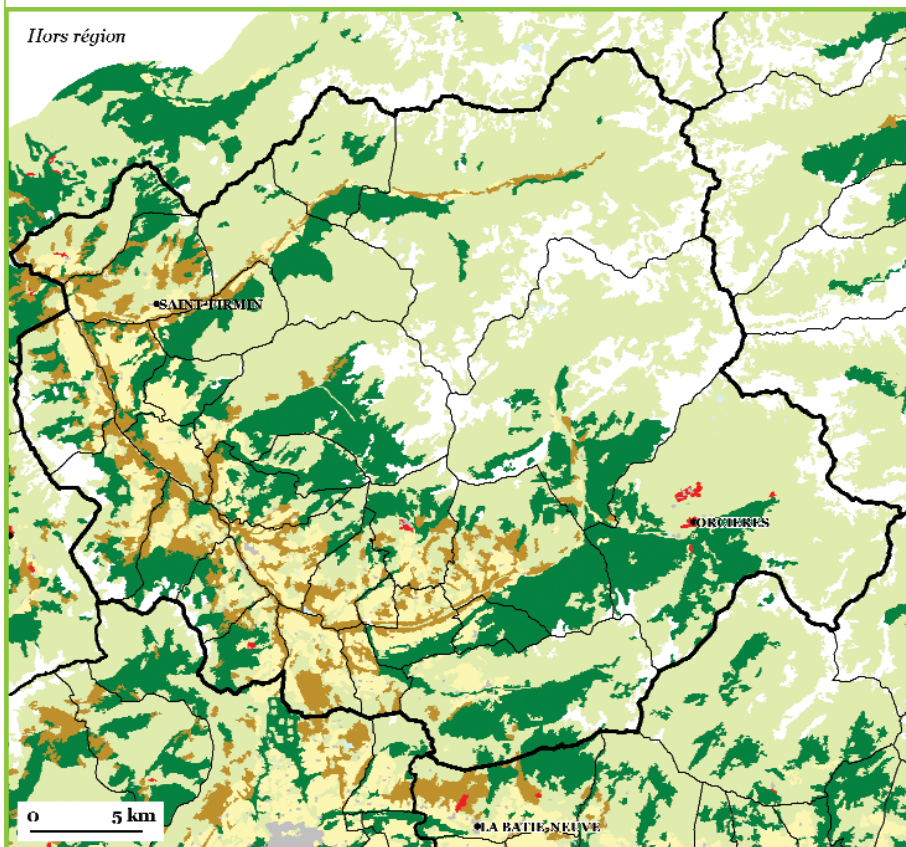 Hors région
SAINT-FIRMIN
ORCIERES
0 5 km
LA BATIE-NEUVE